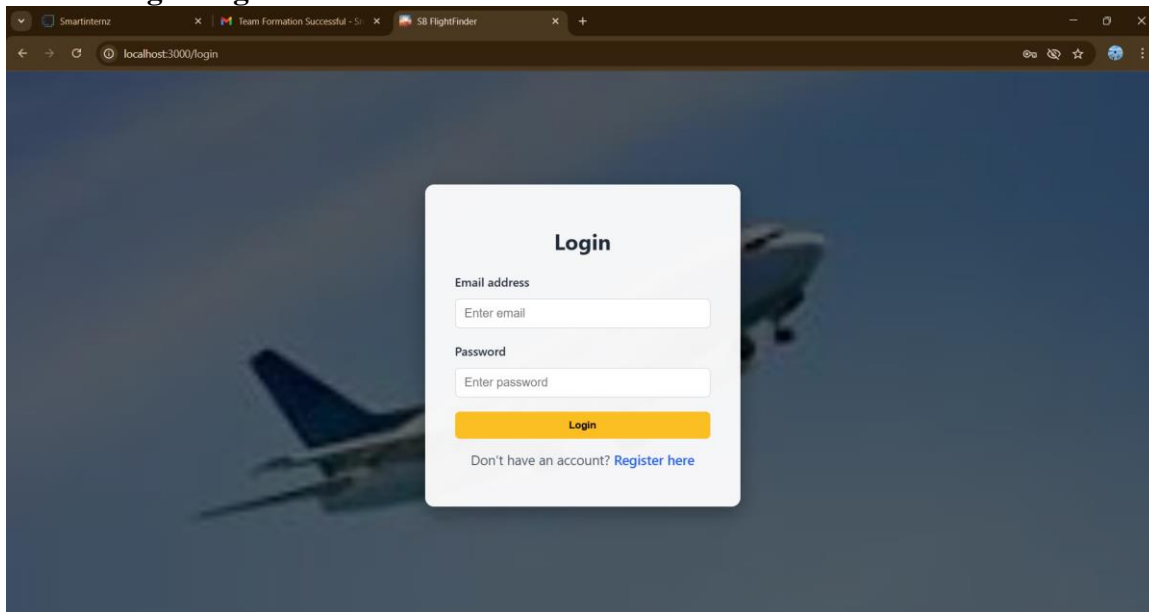 Smartinternz
Team Formation Successful - Sr
SB FlightFinder
localhost:3000/login
Login
Email address
Enter email
Password
Enter password
Login
Don't have an account? Register here